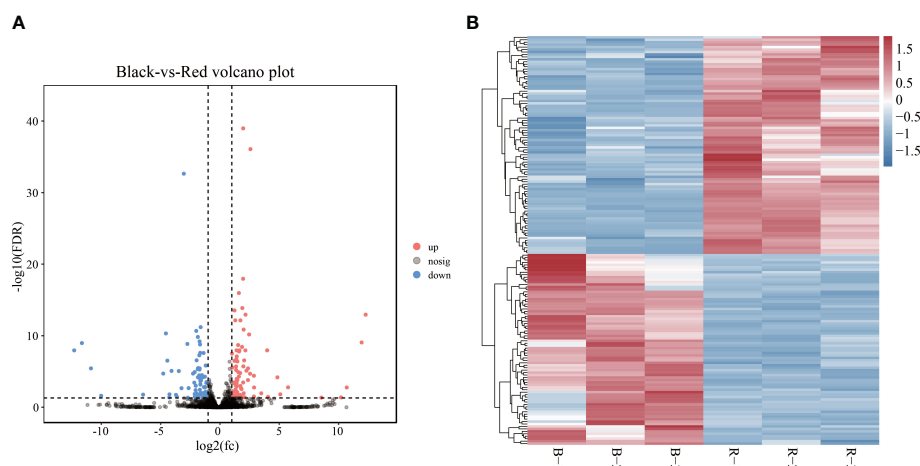 A
B
Black-vs-Red volcano plot
40
30
20
10
0
-log10(FDR)
-10
-5
0
5
10
log2(fc)
up
nosig
down
1.5
1
0.5
0
−0.5
−1
−1.5
B−
B−
B−
R−
R−
R−